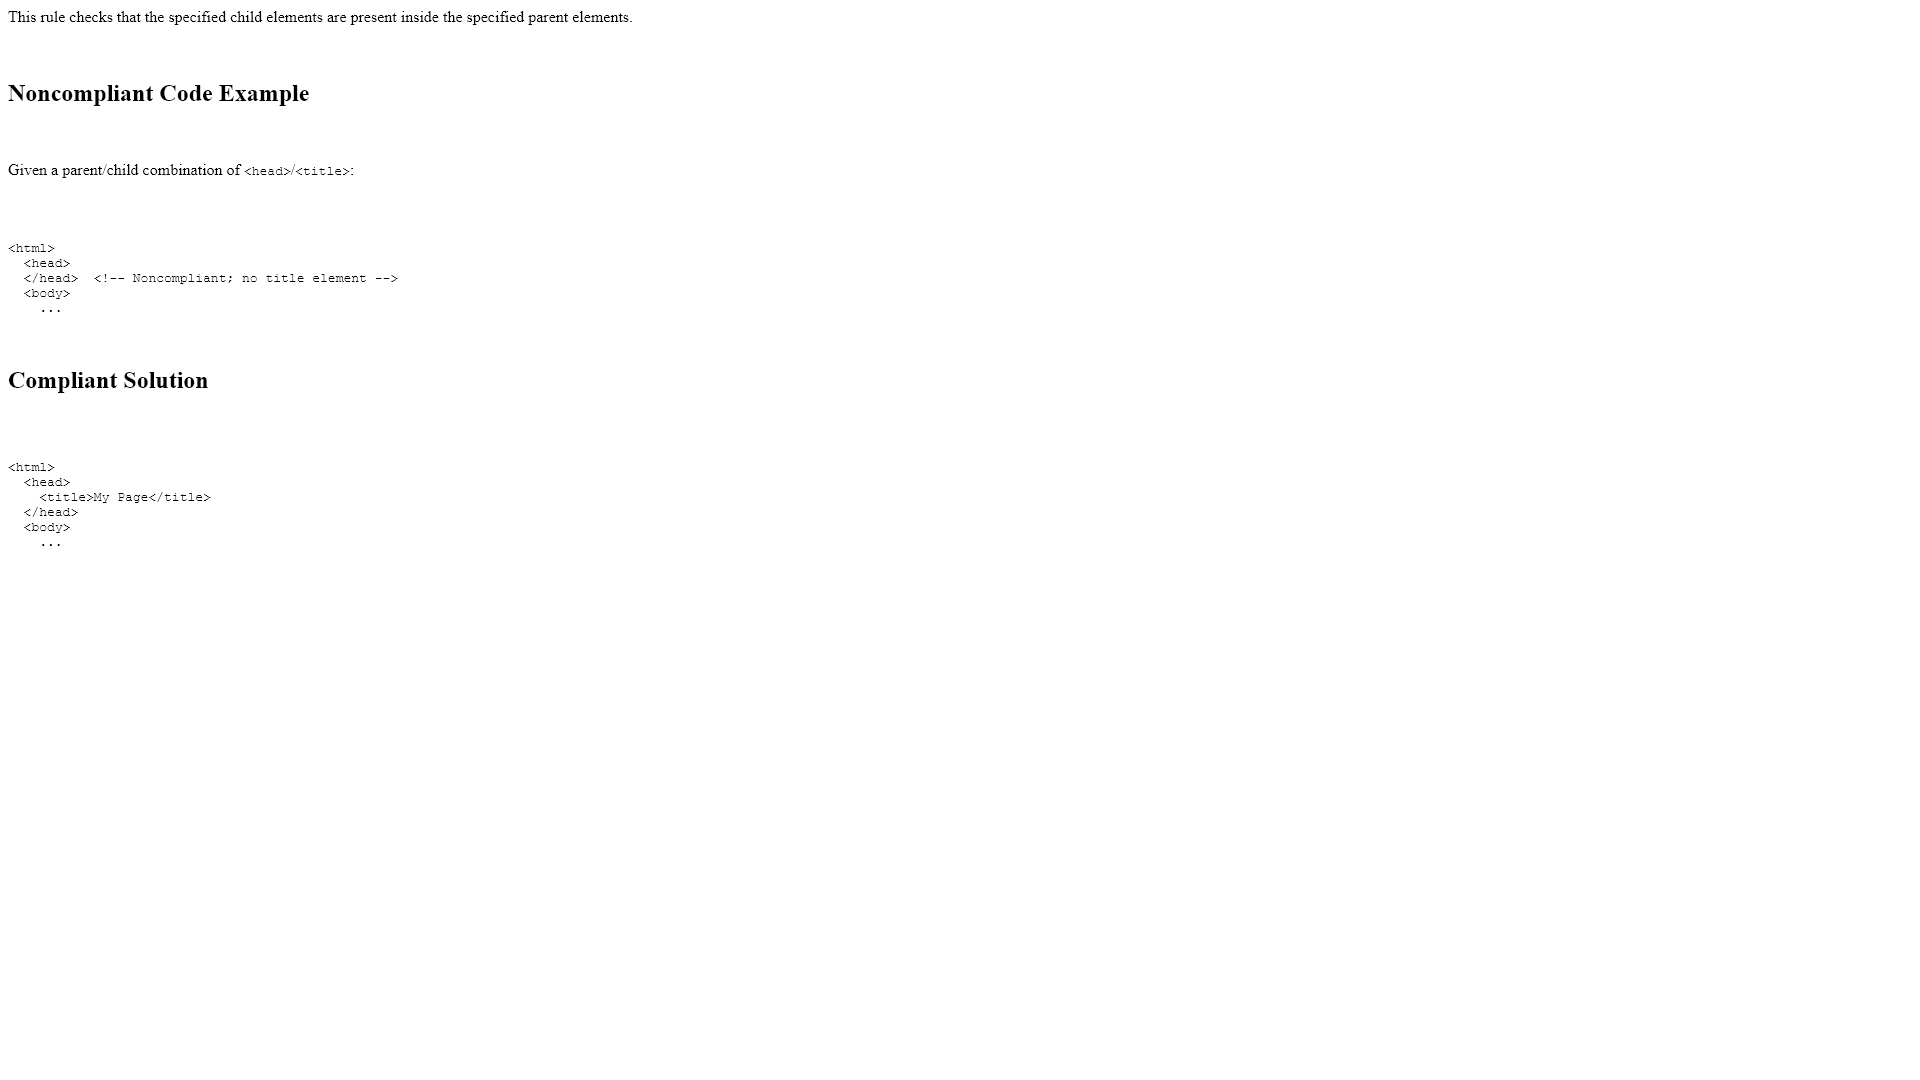 This rule checks that the specified child elements are present inside the specified parent elements.
Noncompliant Code Example
Given a parent/child combination of <head>/<title>:
<html>
  <head>
  </head>  <!-- Noncompliant; no title element -->
  <body>
    ...
Compliant Solution
<html>
  <head>
    <title>My Page</title>
  </head>
  <body>
    ...